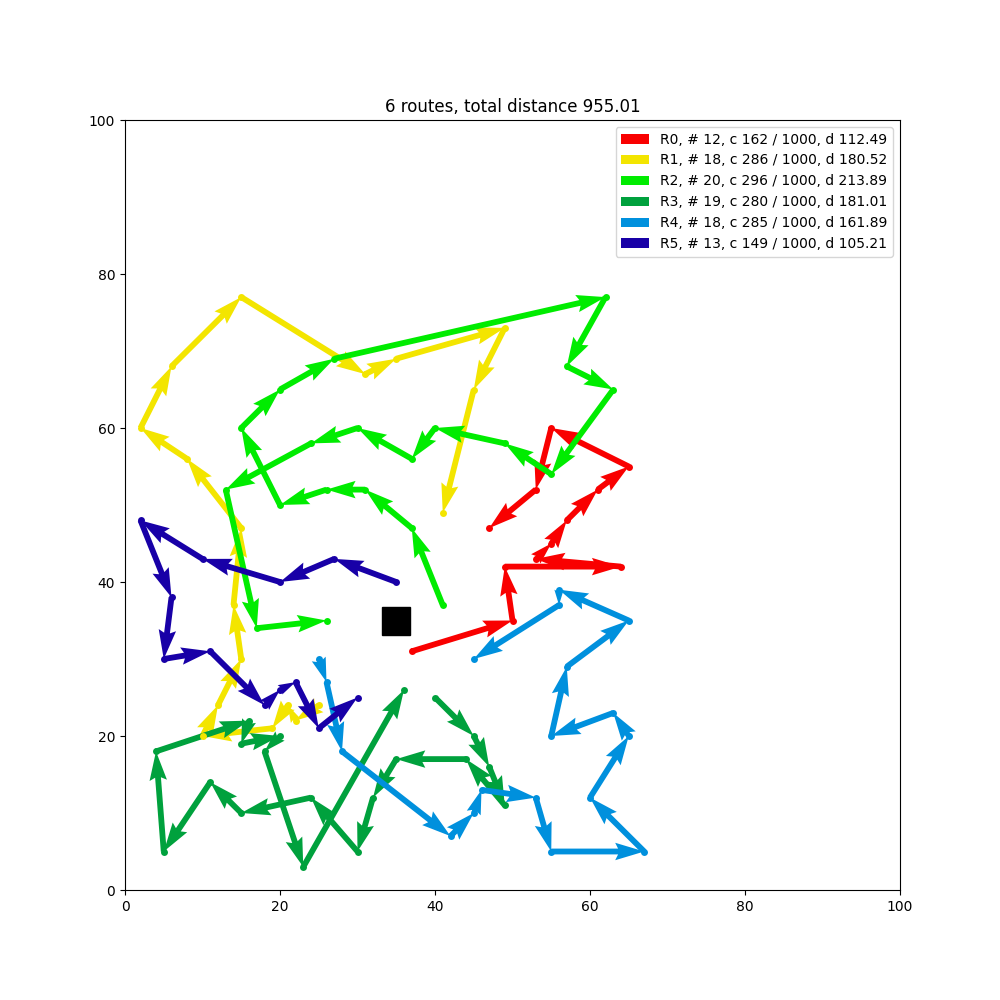 6 routes, total distance 955.01
R0, # 12, c 162 / 1000, d 112.49
R1, # 18, c 286 / 1000, d 180.52
R2, # 20, c 296 / 1000, d 213.89
R3, # 19, c 280 / 1000, d 181.01
R4, # 18, c 285 / 1000, d 161.89
R5, # 13, c 149 / 1000, d 105.21
100
80
60
40
20
0
0 20 40 60 80 100